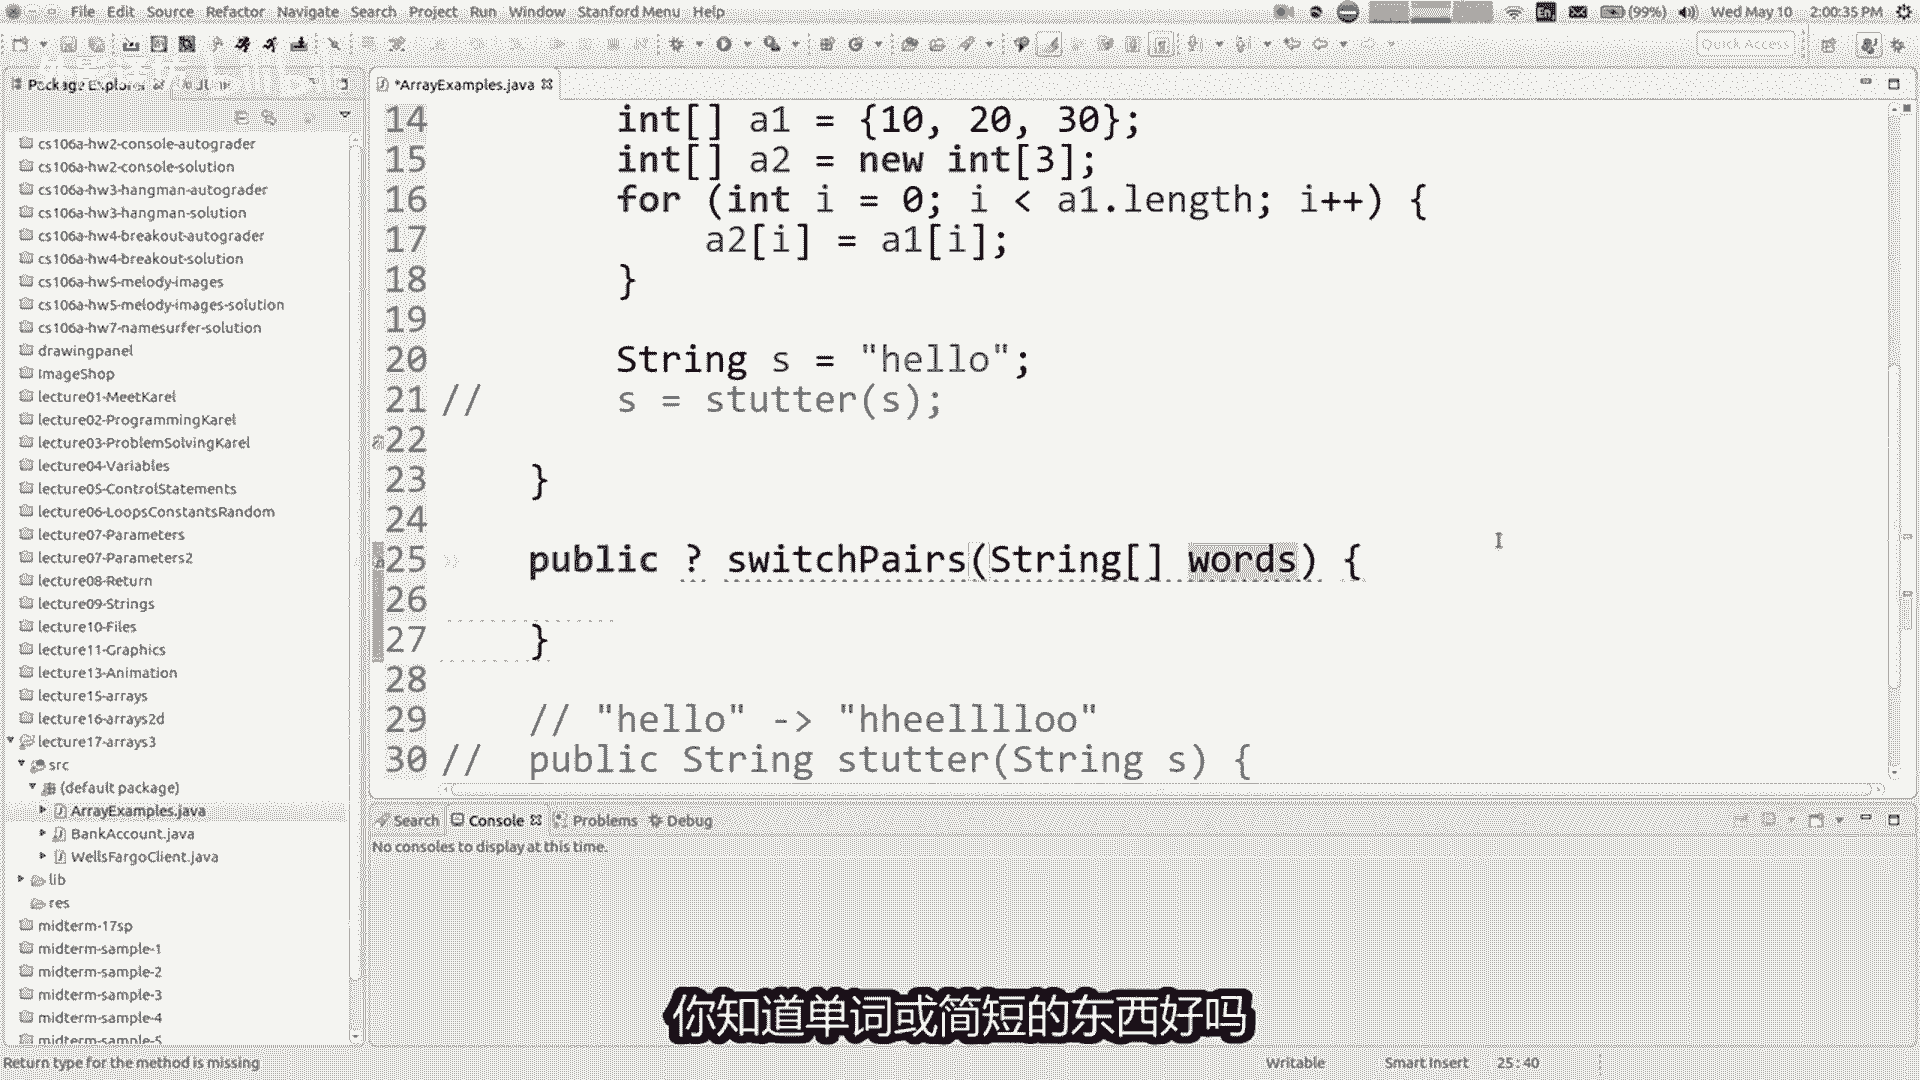 File Edit Source Refactor Navigate Search Project Run Window Stanford Menu Help
(99%) Wed May 10 2:00:35 PM
Quick Access
Package Explorer
*ArrayExamples.java
cs106a-hw2-console-autograder
cs106a-hw2-console-solution
cs106a-hw3-hangman-autograder
cs106a-hw3-hangman-solution
cs106a-hw4-breakout-autograder
cs106a-hw4-breakout-solution
cs106a-hw5-melody-images
cs106a-hw5-melody-images-solution
cs106a-hw7-namesurfer-solution
drawingpanel
ImageShop
lecture01-MeetKarel
lecture02-ProgrammingKarel
lecture03-ProblemSolvingKarel
lecture04-Variables
lecture05-ControlStatements
lecture06-LoopsConstantsRandom
lecture07-Parameters
lecture07-Parameters2
lecture08-Return
lecture09-Strings
lecture10-Files
lecture11-Graphics
lecture13-Animation
lecture15-arrays
lecture16-arrays2d
lecture17-arrays3
src
(default package)
ArrayExamples.java
BankAccount.java
WellsFargoClient.java
lib
res
midterm-17sp
midterm-sample-1
midterm-sample-2
midterm-sample-3
midterm-sample-4
midterm-sample-5
14 int[] a1 = {10, 20, 30};
15 int[] a2 = new int[3];
16 for (int i = 0; i < a1.length; i++) {
17 a2[i] = a1[i];
18 }
19
20 String s = "hello";
21 // s = stutter(s);
22
23 }
24
25 public ? switchPairs(String[] words) {
26
27 }
28
29 // "hello" -> "hheelllloo"
30 // public String stutter(String s) {
Search Console Problems Debug
No consoles to display at this time.
你知道单词或简短的东西好吗
Return type for the method is missing
Writable Smart Insert 25:40